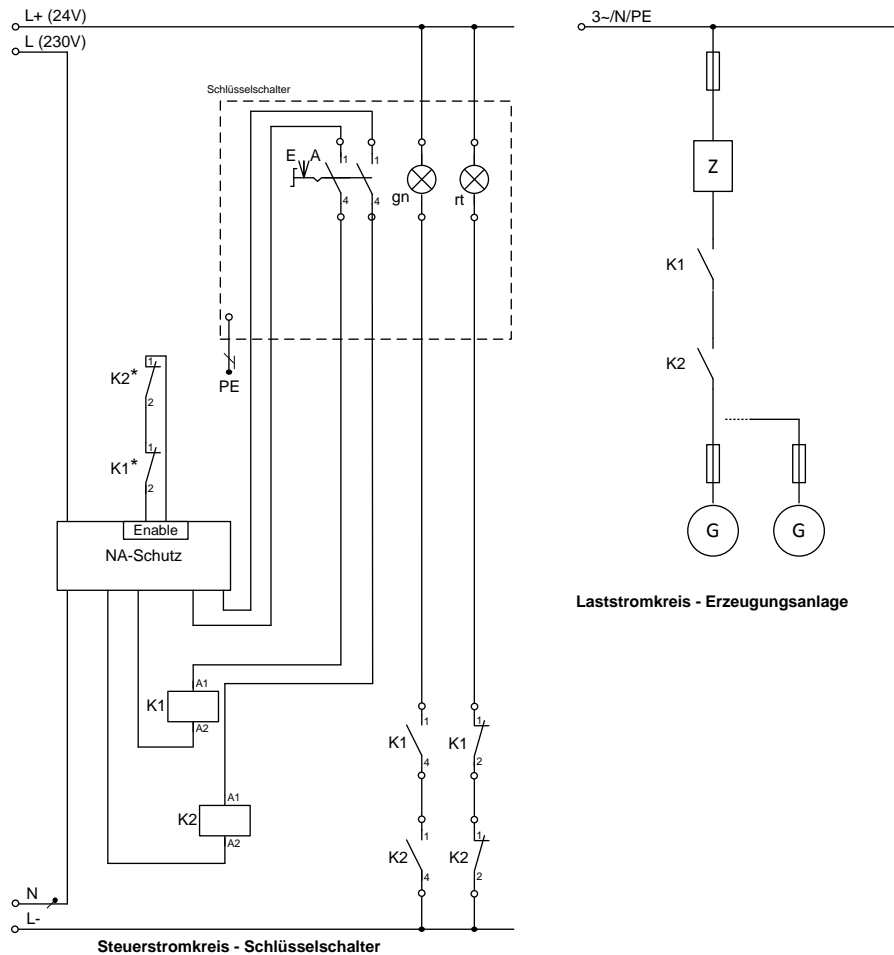 L+ (24V)
L (230V)
3~/N/PE
Schlüsselschalter
E
A
1
1
4
4
gn
rt
Z
K1
K2
PE
K2*
1
2
K1*
1
2
Enable
NA-Schutz
G
G
Laststromkreis - Erzeugungsanlage
K1
A1
A2
K2
A1
A2
K1
1
4
K1
1
2
K2
1
4
K2
1
2
N
L-
Steuerstromkreis - Schlüsselschalter